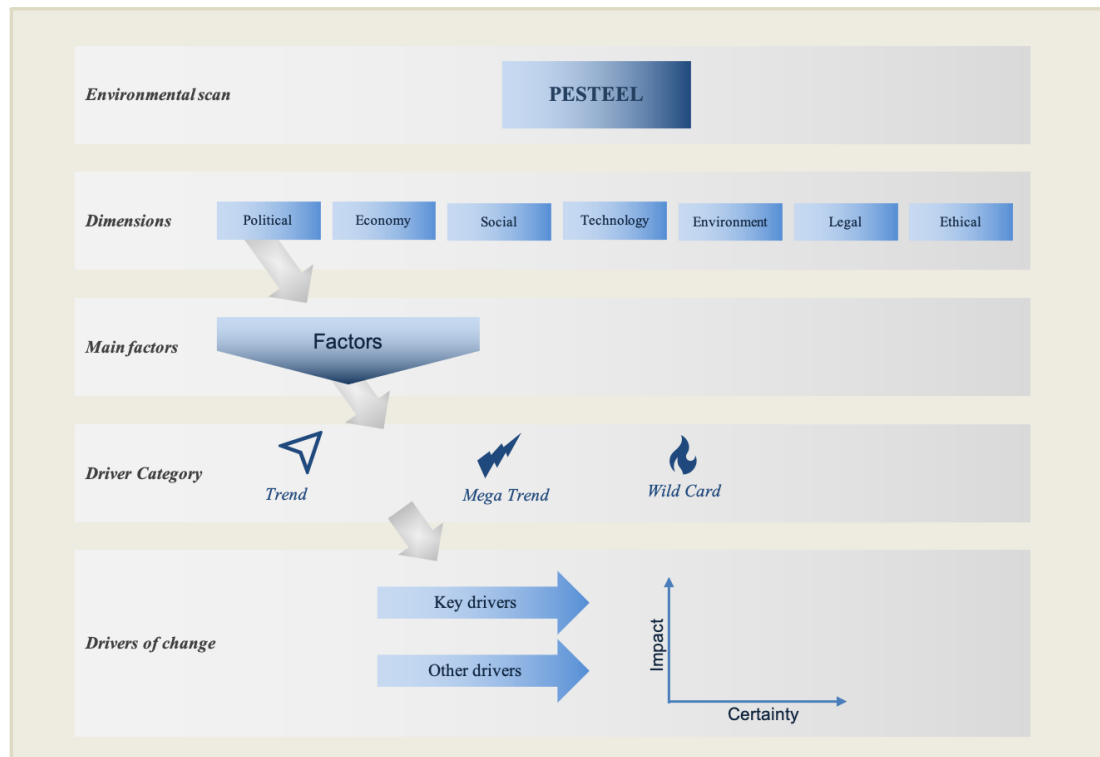 Environmental scan
PESTEEL
Dimensions
Political
Economy
Social
Technology
Environment
Legal
Ethical
Main factors
Factors
Driver Category
Trend
Mega Trend
Wild Card
Drivers of change
Key drivers
Other drivers
Impact
Certainty